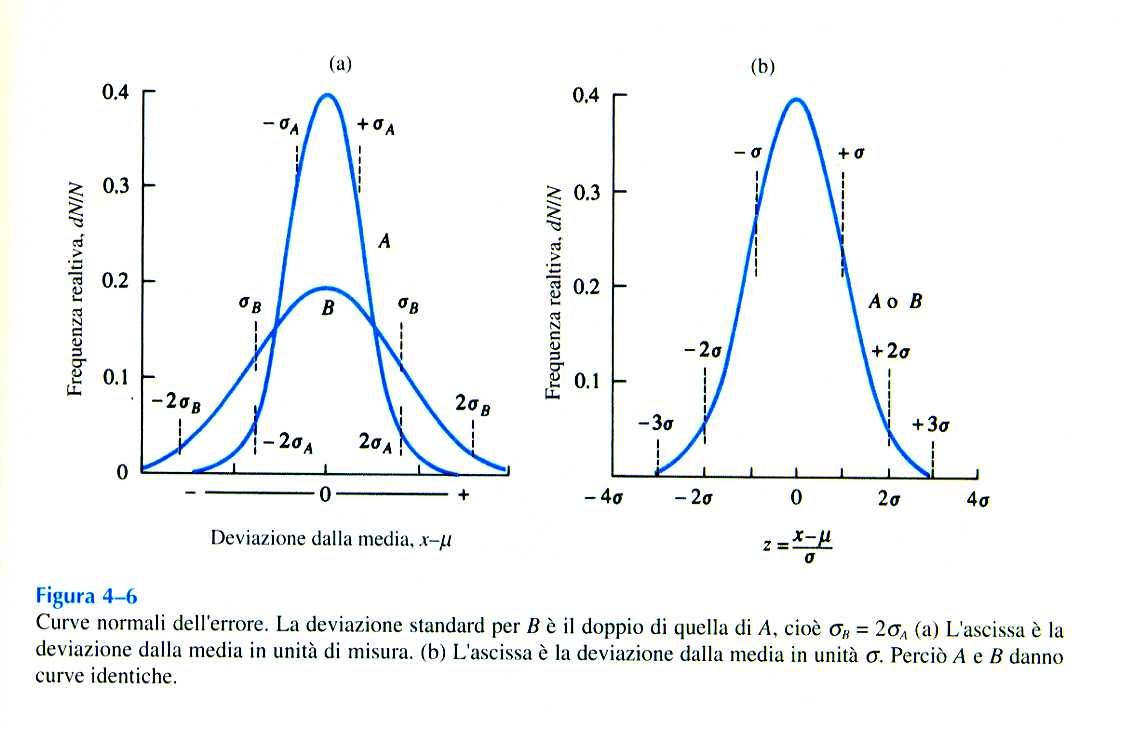 (a)
0.4
0.3
0.2
0.1
0
Frequenza realtiva, dN/N
−σA
+σA
A
σB
B
σB
−2σB
2σB
−2σA
2σA
− 0 +
Deviazione dalla media, x–μ
(b)
0.4
0.3
0.2
0.1
Frequenza realtiva, dN/N
−σ
+σ
A o B
−2σ
+2σ
−3σ
+3σ
−4σ −2σ 0 2σ 4σ
z = x−μ
σ
Figura 4–6
Curve normali dell'errore. La deviazione standard per B è il doppio di quella di A, cioè σB = 2σA (a) L'ascissa è la
deviazione dalla media in unità di misura. (b) L'ascissa è la deviazione dalla media in unità σ. Perciò A e B danno
curve identiche.